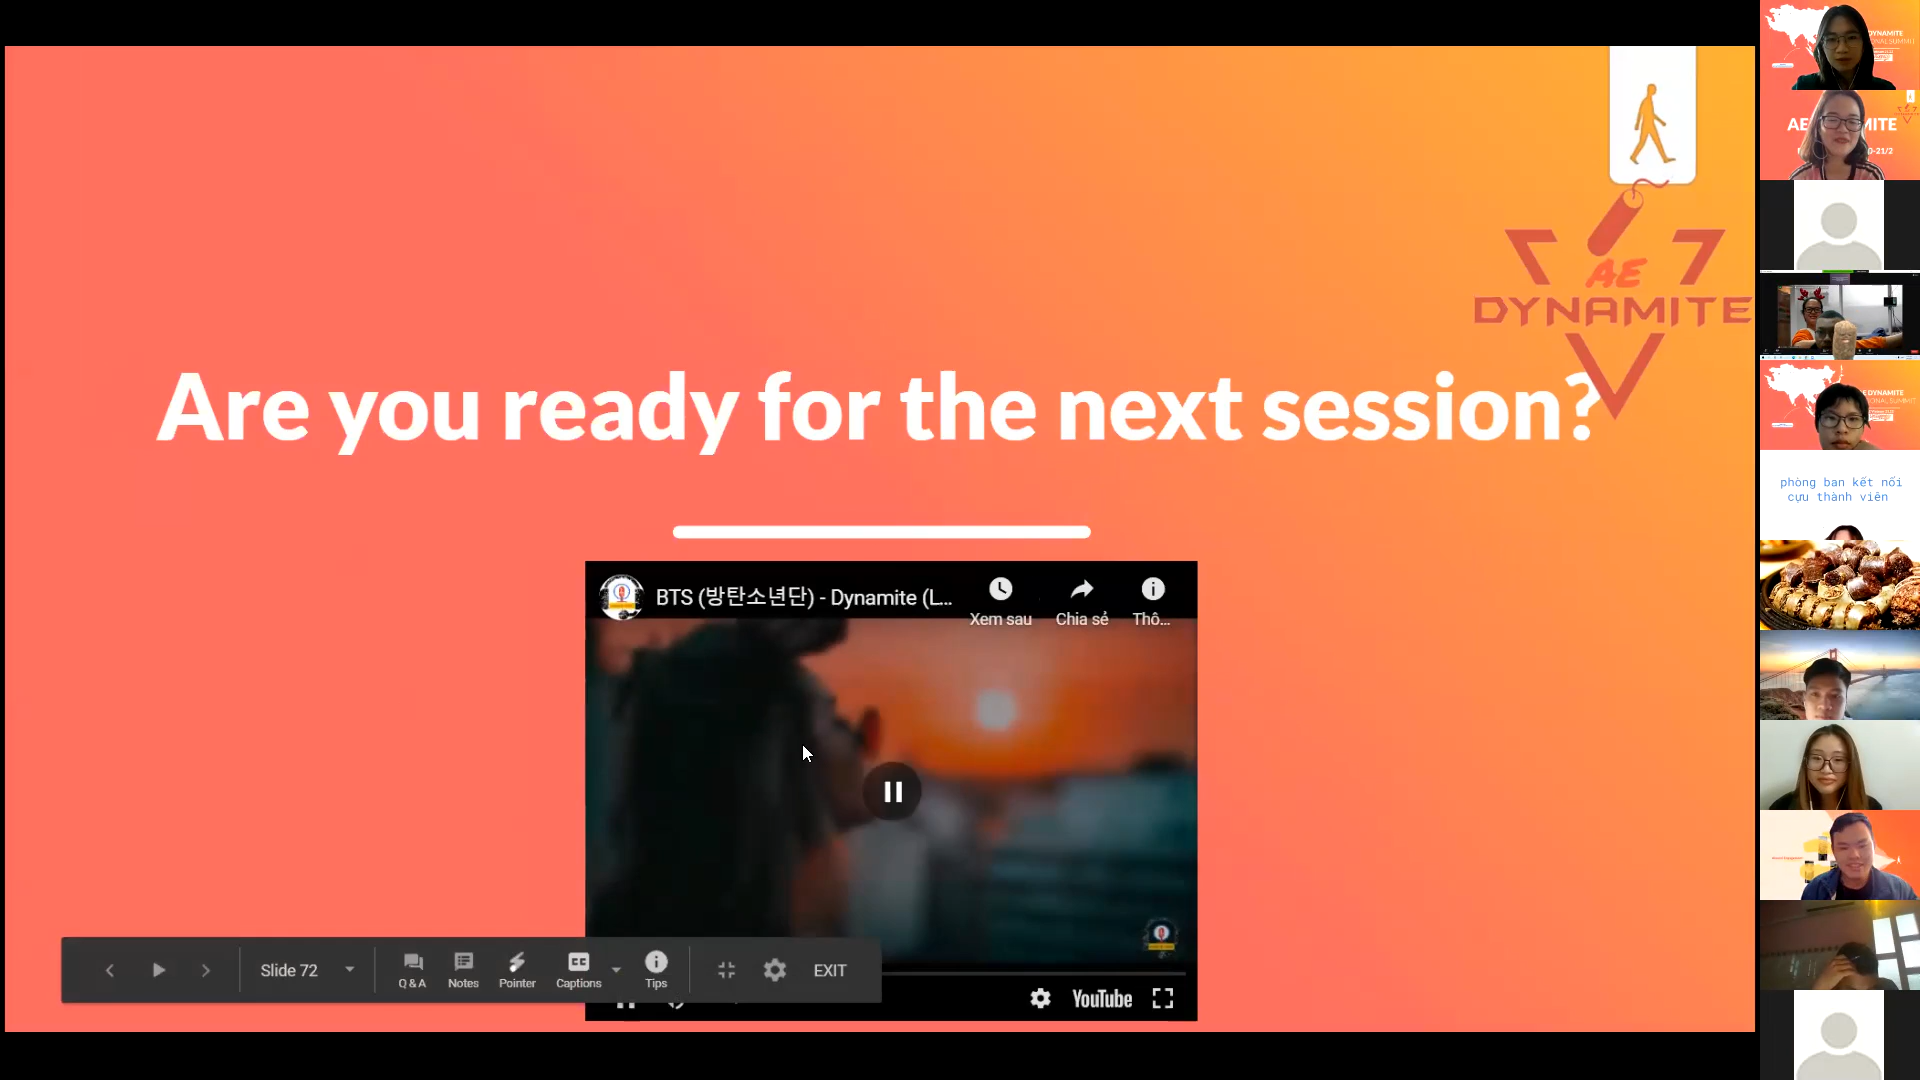 AE
DYNAMITE
Are you ready for the next session?
BTS (방탄소년단) - Dynamite (L...
Xem sau
Chia sẻ
Thô...
Slide 72
Q & A
Notes
Pointer
CC
Captions
Tips
EXIT
YouTube
phòng ban kết nối
cựu thành viên